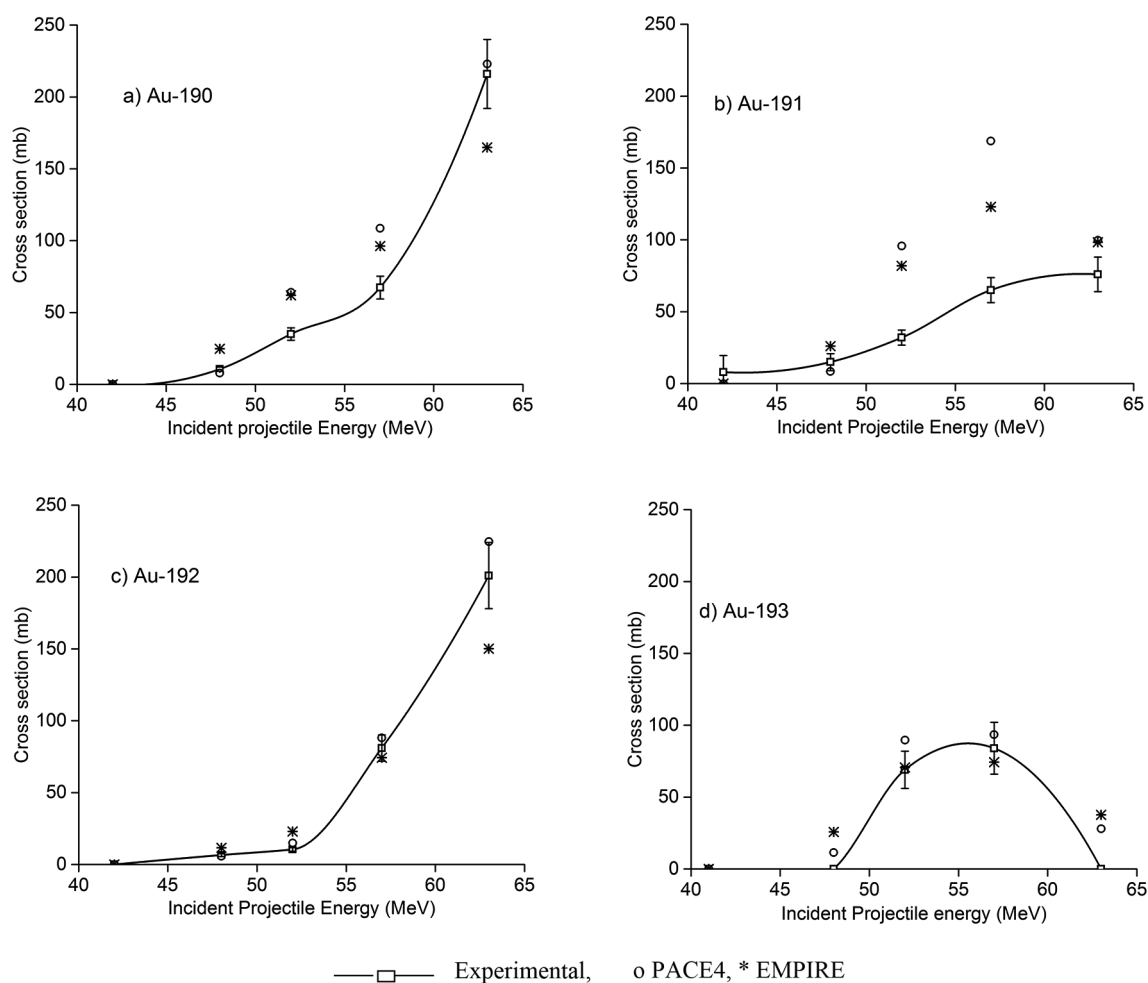 250
200
150
100
50
0
Cross section (mb)
a) Au-190
40 45 50 55 60 65
Incident projectile Energy (MeV)
250
200
150
100
50
0
Cross section (mb)
b) Au-191
40 45 50 55 60 65
Incident Projectile Energy (MeV)
250
200
150
100
50
0
Cross section (mb)
c) Au-192
40 45 50 55 60 65
Incident Projectile Energy (MeV)
250
200
150
100
50
0
Cross section (mb)
d) Au-193
40 45 50 55 60 65
Incident Projectile energy (MeV)
Experimental, o PACE4, * EMPIRE